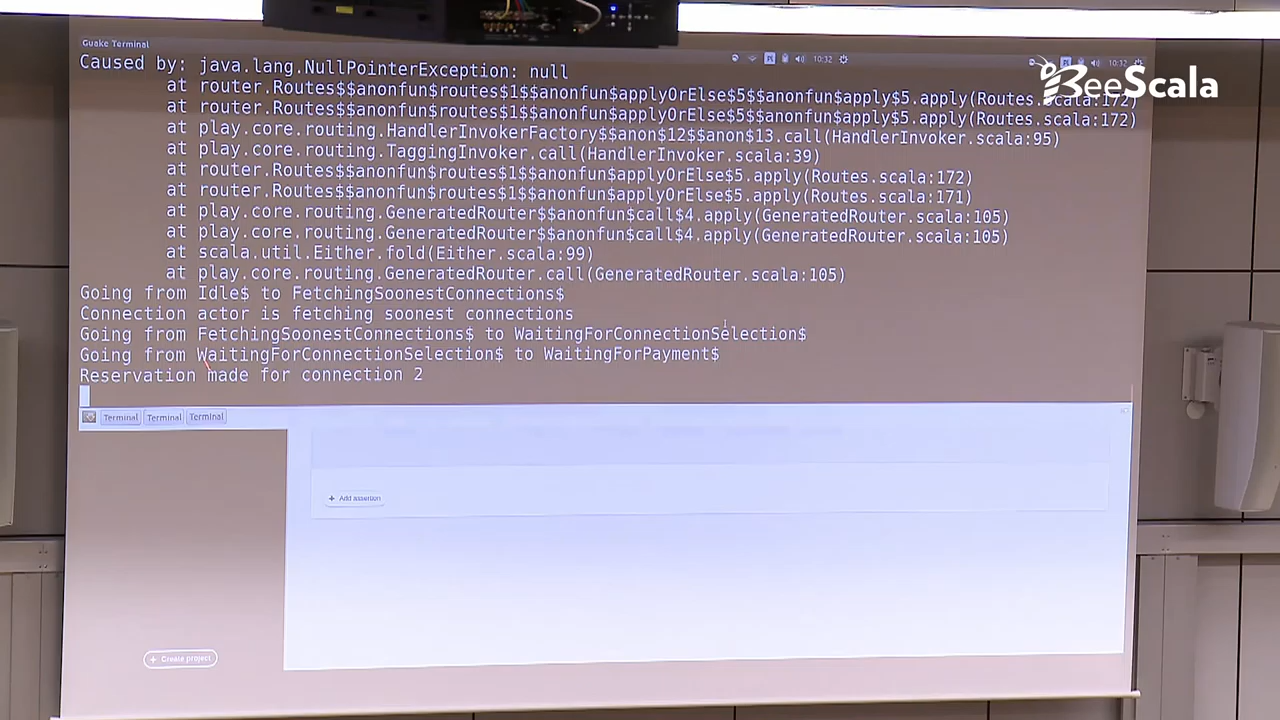 Guake Terminal
10:32
10:32
BeeScala
Caused by: java.lang.NullPointerException: null
at router.Routes$$anonfun$routes$1$$anonfun$applyOrElse$5$$anonfun$apply$5.apply(Routes.scala:172)
at router.Routes$$anonfun$routes$1$$anonfun$applyOrElse$5$$anonfun$apply$5.apply(Routes.scala:172)
at play.core.routing.HandlerInvokerFactory$$anon$12$$anon$13.call(HandlerInvoker.scala:95)
at play.core.routing.TaggingInvoker.call(HandlerInvoker.scala:39)
at router.Routes$$anonfun$routes$1$$anonfun$applyOrElse$5.apply(Routes.scala:172)
at router.Routes$$anonfun$routes$1$$anonfun$applyOrElse$5.apply(Routes.scala:171)
at play.core.routing.GeneratedRouter$$anonfun$call$4.apply(GeneratedRouter.scala:105)
at play.core.routing.GeneratedRouter$$anonfun$call$4.apply(GeneratedRouter.scala:105)
at scala.util.Either.fold(Either.scala:99)
at play.core.routing.GeneratedRouter.call(GeneratedRouter.scala:105)
Going from Idle$ to FetchingSoonestConnections$
Connection actor is fetching soonest connections
Going from FetchingSoonestConnections$ to WaitingForConnectionSelection$
Going from WaitingForConnectionSelection$ to WaitingForPayment$
Reservation made for connection 2
Terminal Terminal Terminal
+ Add assertion
+ Create project